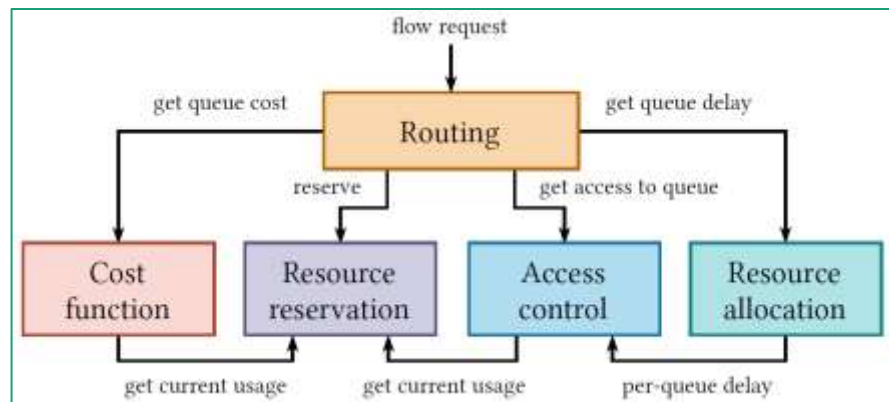 flow request
get queue cost
get queue delay
Routing
reserve
get access to queue
Cost
function
Resource
reservation
Access
control
Resource
allocation
get current usage
get current usage
per-queue delay